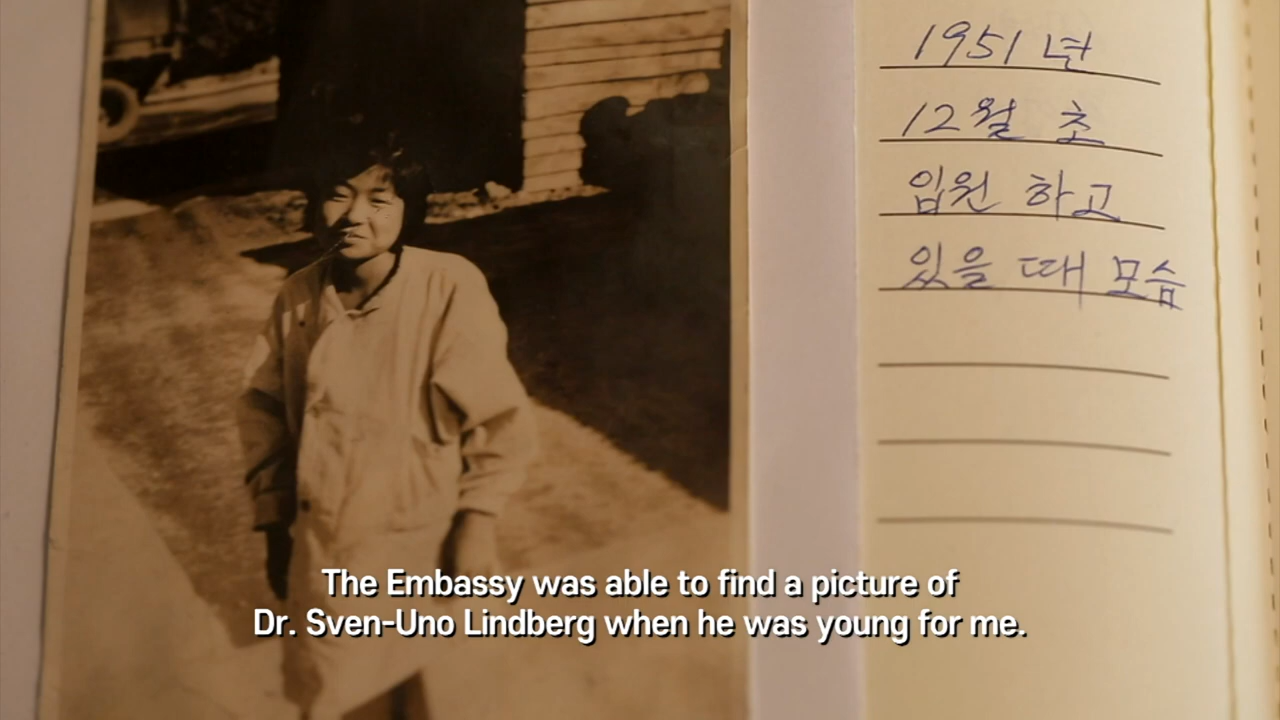 1951년
12월 초
입원 하고
있을 때 모습
The Embassy was able to find a picture of
Dr. Sven-Uno Lindberg when he was young for me.